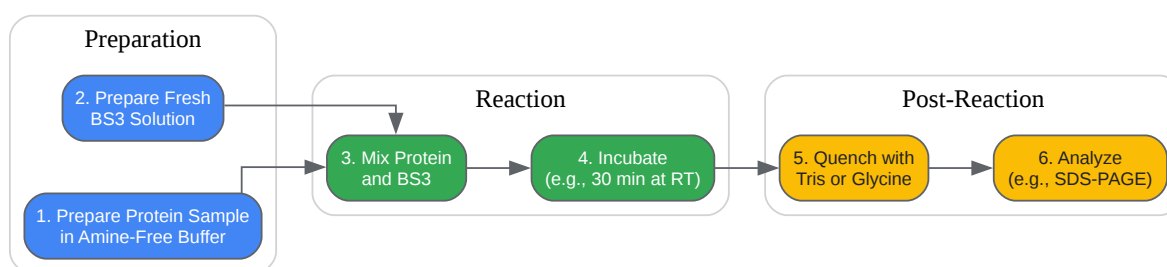 Preparation
2. Prepare Fresh
BS3 Solution
1. Prepare Protein Sample
in Amine-Free Buffer
Reaction
3. Mix Protein
and BS3
4. Incubate
(e.g., 30 min at RT)
Post-Reaction
5. Quench with
Tris or Glycine
6. Analyze
(e.g., SDS-PAGE)